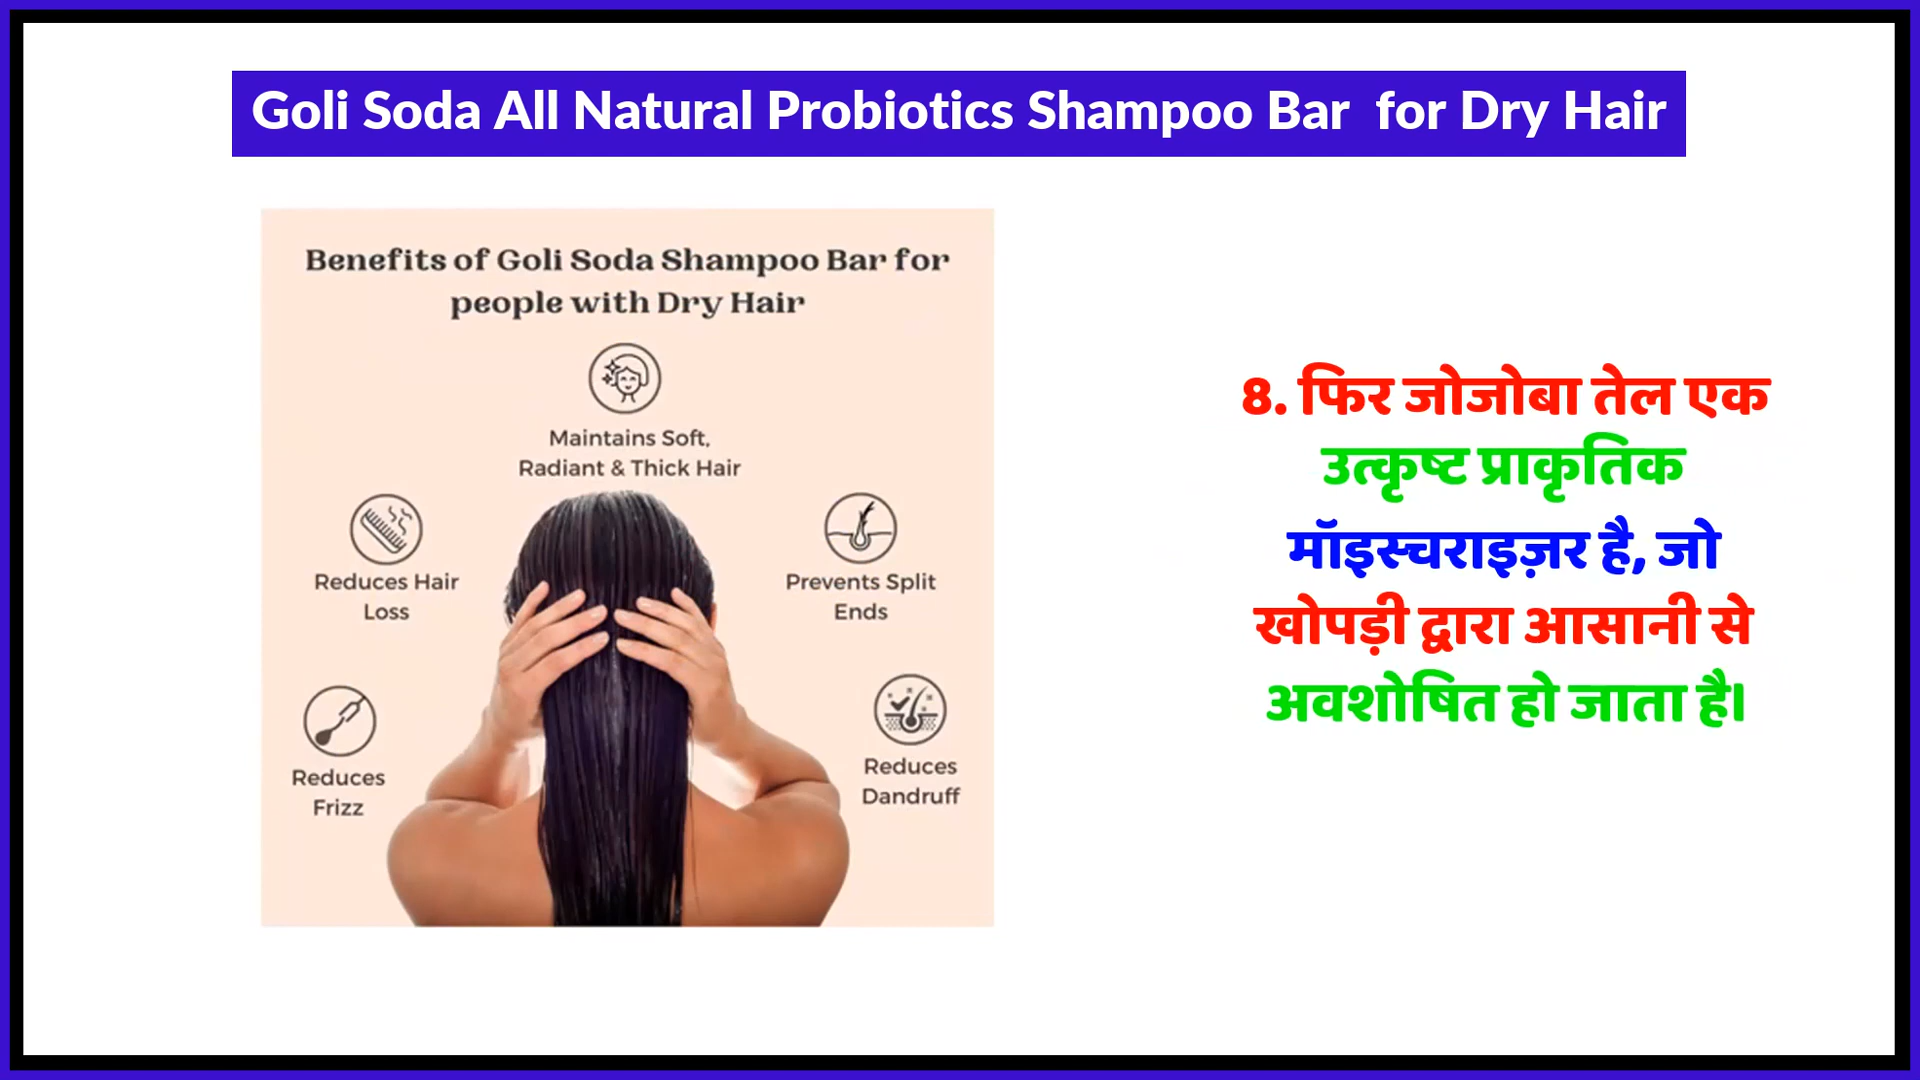 Goli Soda All Natural Probiotics Shampoo Bar for Dry Hair
Benefits of Goli Soda Shampoo Bar for
people with Dry Hair
Maintains Soft,
Radiant & Thick Hair
Reduces Hair
Loss
Prevents Split
Ends
Reduces
Frizz
Reduces
Dandruff
8. फिर जोजोबा तेल एक
उत्कृष्ट प्राकृतिक
मॉइस्चराइज़र है, जो
खोपड़ी द्वारा आसानी से
अवशोषित हो जाता है।